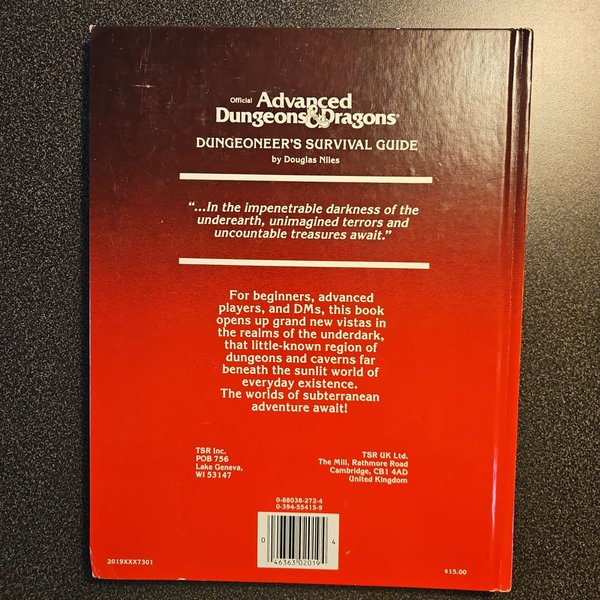 Official Advanced
Dungeons & Dragons®
DUNGEONEER'S SURVIVAL GUIDE
by Douglas Niles
“...In the impenetrable darkness of the
underearth, unimagined terrors and
uncountable treasures await.”
For beginners, advanced
players, and DMs, this book
opens up grand new vistas in
the realms of the underdark,
that little-known region of
dungeons and caverns far
beneath the sunlit world of
everyday existence.
The worlds of subterranean
adventure await!
TSR Inc.
POB 756
Lake Geneva,
WI 53147
TSR UK Ltd.
The Mill, Rathmore Road
Cambridge, CB1 4AD
United Kingdom
0-88038-272-4
0-394-55415-9
0 46363 02019 4
2019XXX7301
$15.00